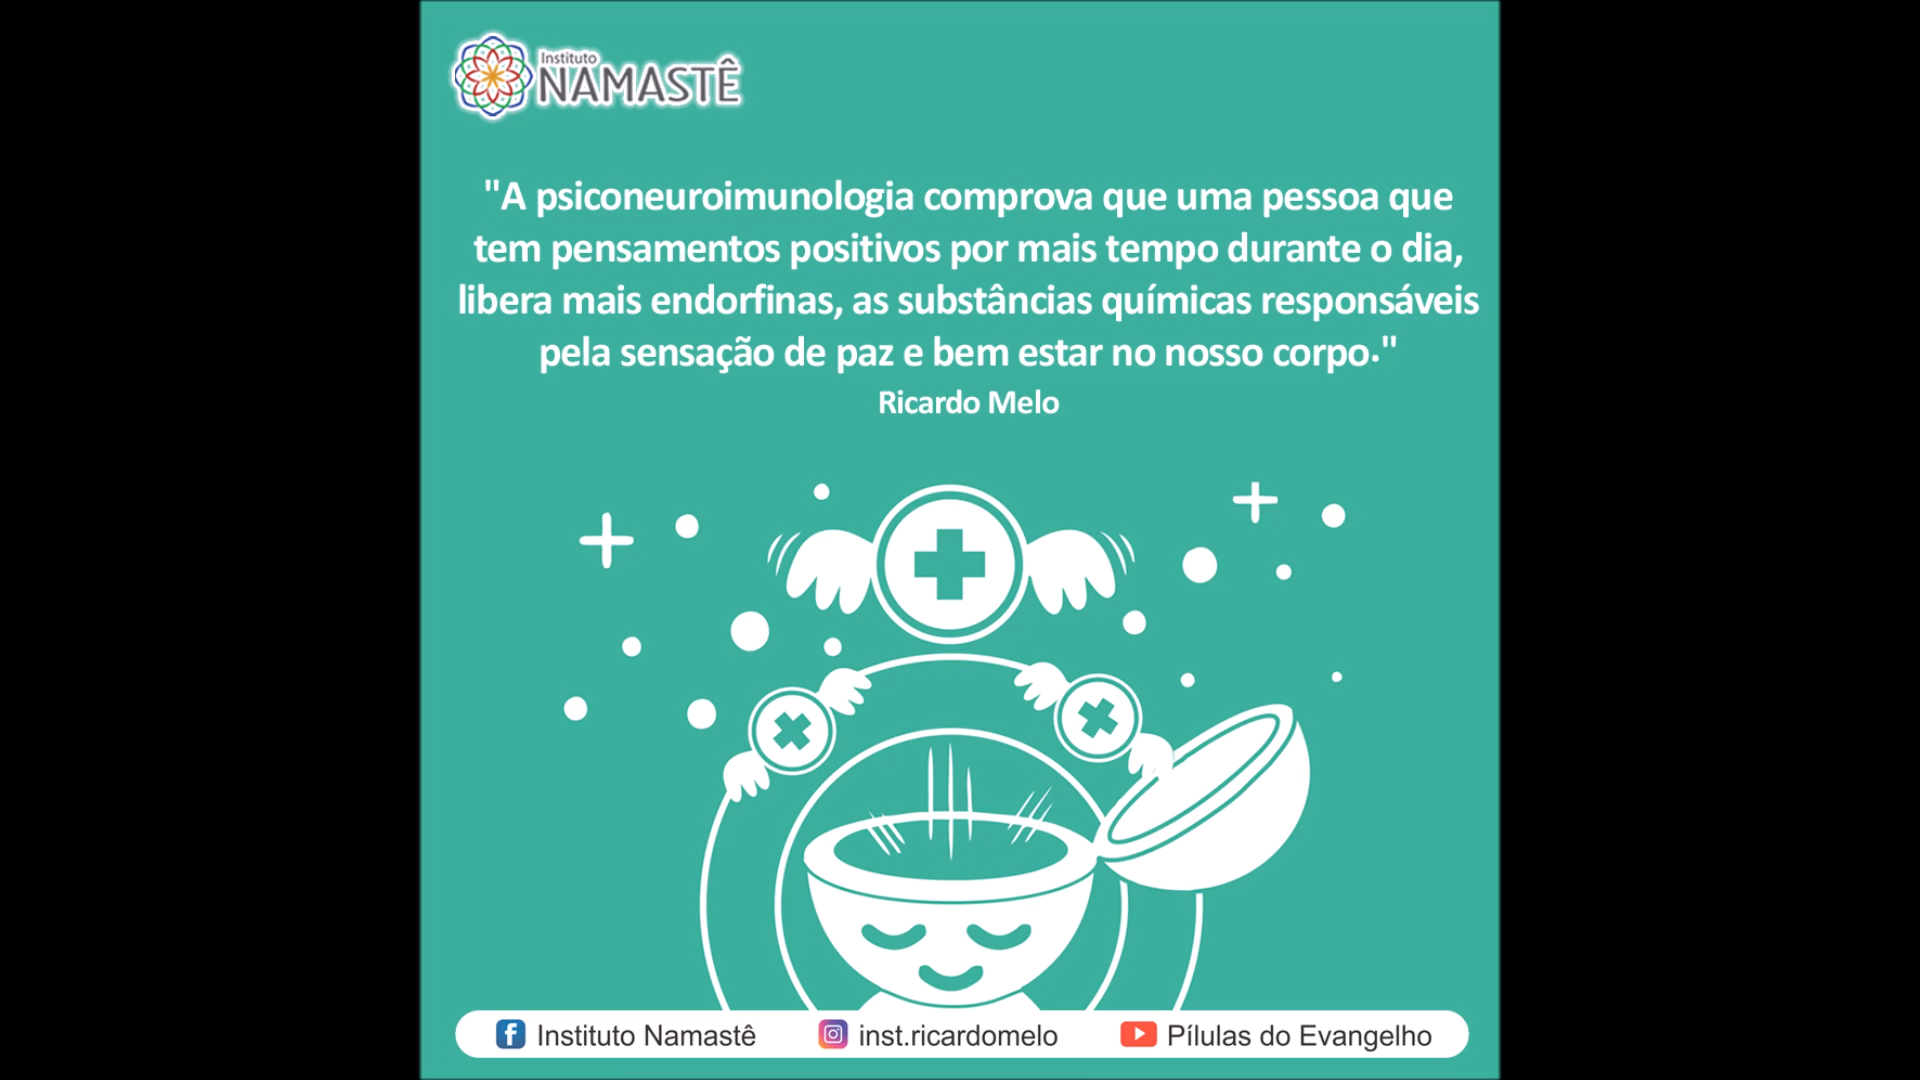 Instituto
NAMASTÊ
"A psiconeuroimunologia comprova que uma pessoa que
tem pensamentos positivos por mais tempo durante o dia,
libera mais endorfinas, as substâncias químicas responsáveis
pela sensação de paz e bem estar no nosso corpo."
Ricardo Melo
Instituto Namastê inst.ricardomelo Pílulas do Evangelho